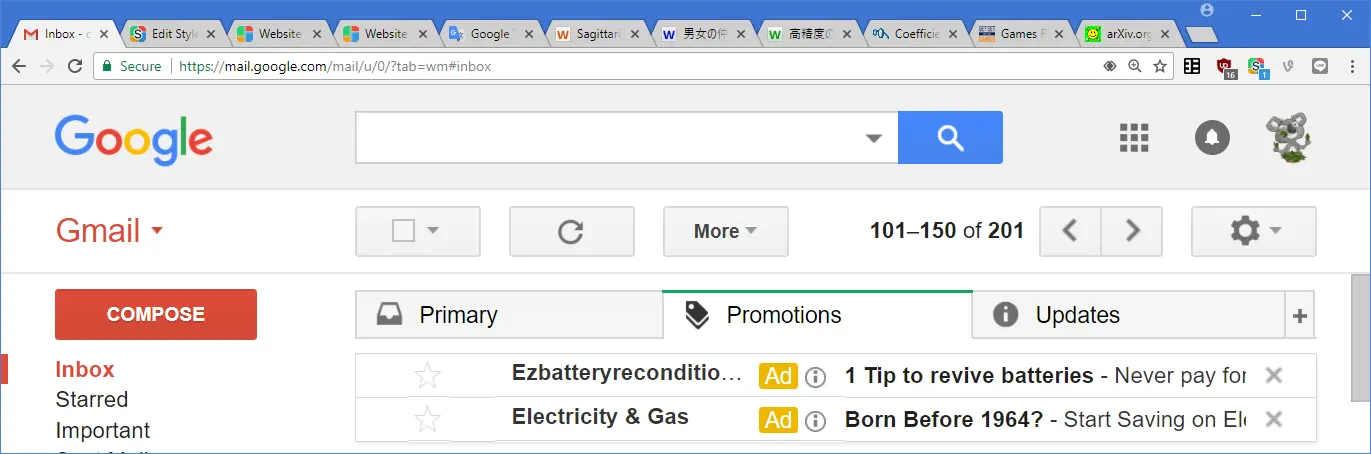 Inbox - c
Edit Style
Website
Website
Google
Sagittari
男女の仲
高精度の
Coefficie
Games F
arXiv.org
Secure
https://mail.google.com/mail/u/0/?tab=wm#inbox
16
1
Google
Gmail
More
101–150 of 201
COMPOSE
Primary
Promotions
Updates
+
Inbox
Ezbatteryreconditio… Ad 1 Tip to revive batteries - Never pay for
Starred
Electricity & Gas Ad Born Before 1964? - Start Saving on Ele
Important